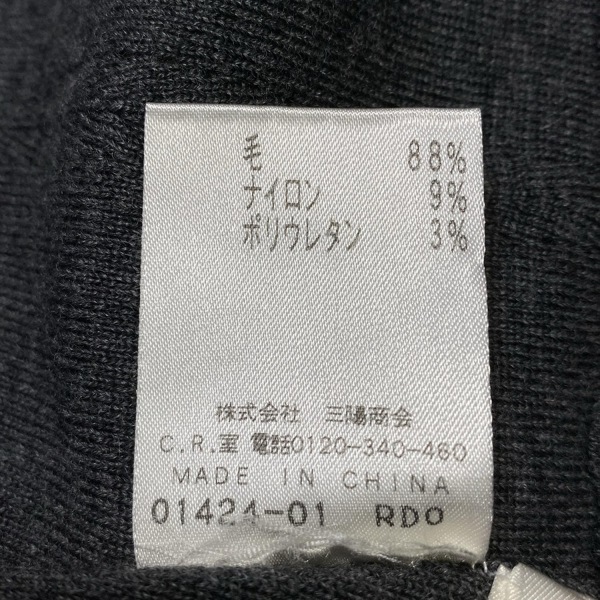 毛 88%
ナイロン 9%
ポリウレタン 3%
株式会社 三陽商会
C.R.室 電話0120-340-460
MADE IN CHINA
01424-01 RDO